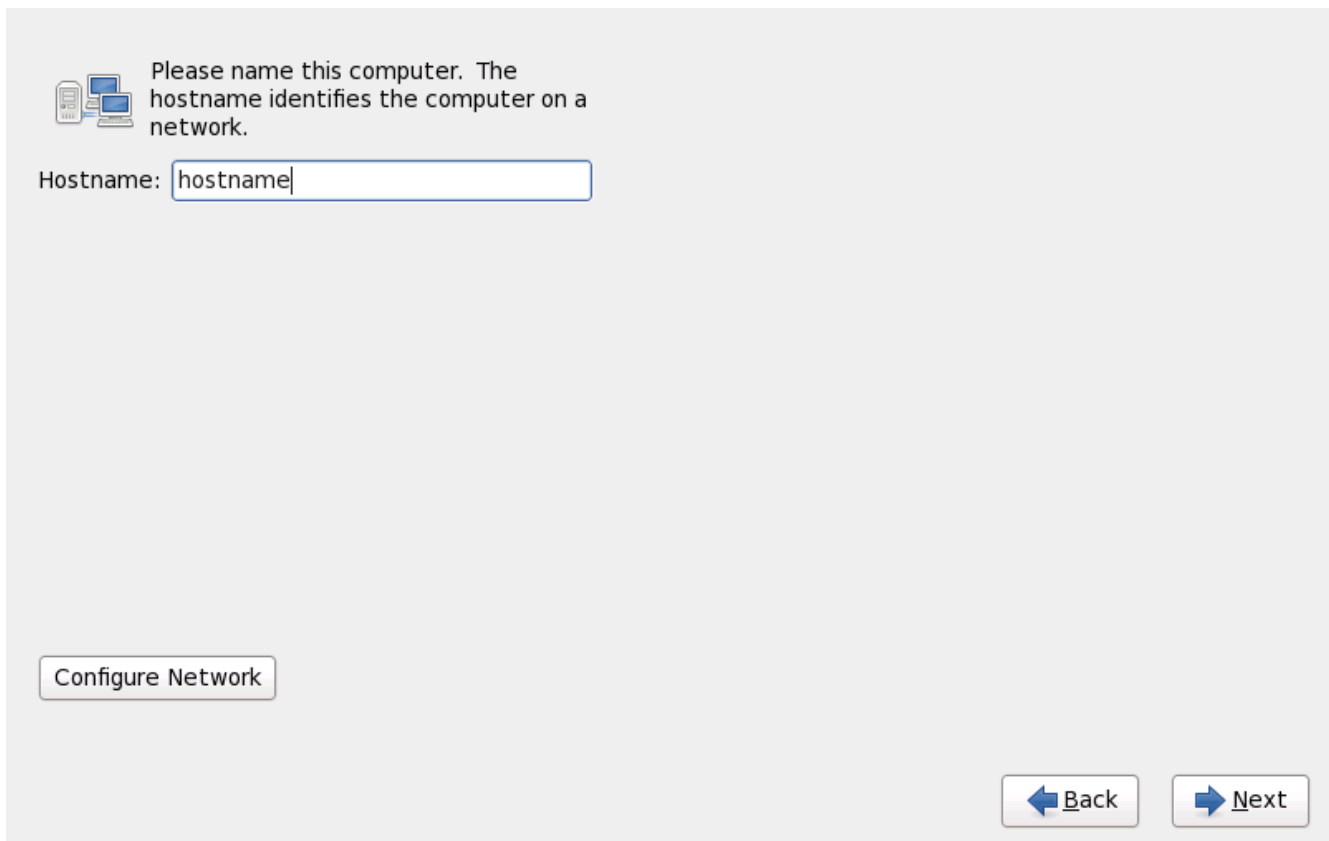 Please name this computer.  The
hostname identifies the computer on a
network.
Hostname: hostname
Configure Network
Back Next